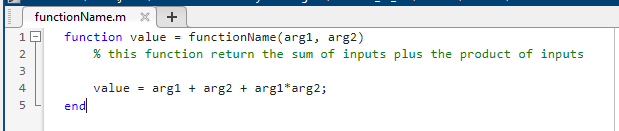 functionName.m
1 function value = functionName(arg1, arg2)
2 % this function return the sum of inputs plus the product of inputs
3
4 value = arg1 + arg2 + arg1*arg2;
5 end